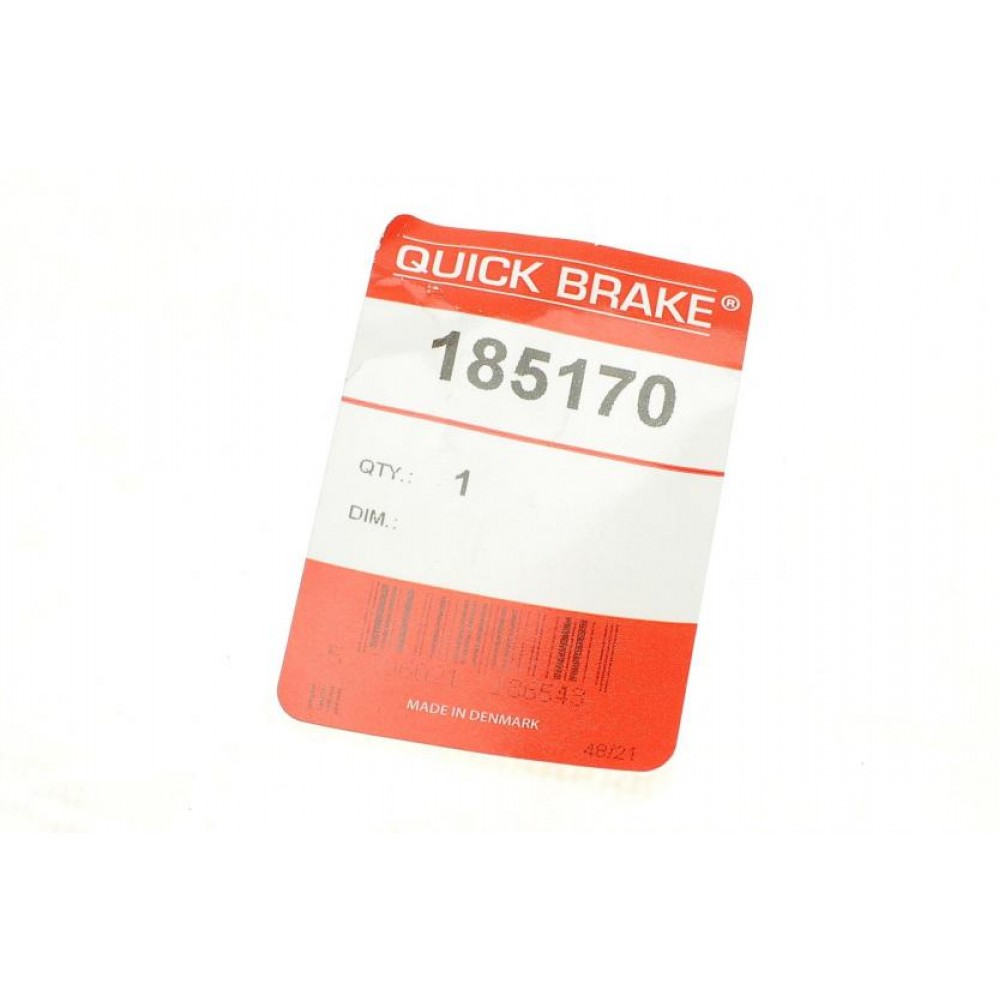 QUICK BRAKE®
185170
QTY.: 1
DIM.:
MADE IN DENMARK
48/21